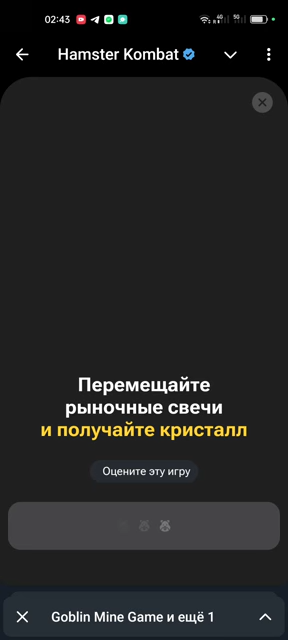 02:43
Hamster Kombat
Перемещайте
рыночные свечи
и получайте кристалл
Оцените эту игру
Goblin Mine Game и ещё 1